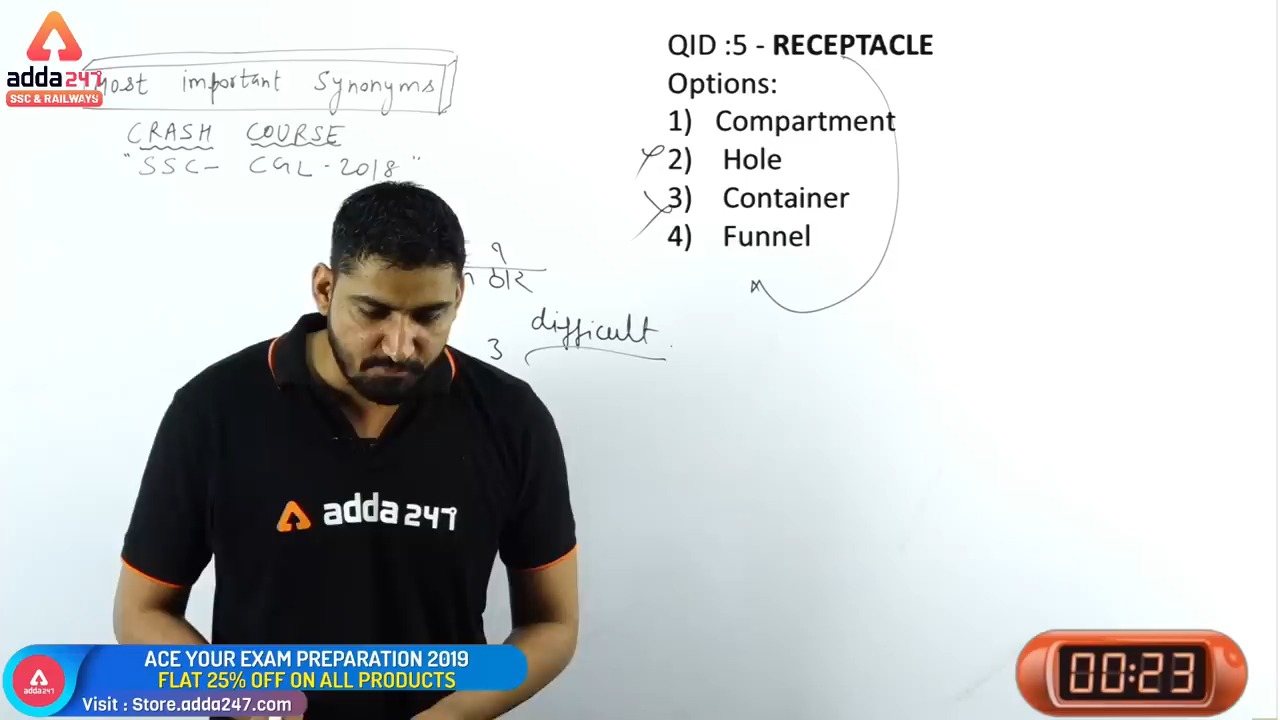 adda247
SSC & RAILWAYS
Most important Synonyms
CRASH COURSE
"SSC- CGL-2018"
9
3 difficult
QID :5 - RECEPTACLE
Options:
1) Compartment
2) Hole
3) Container
4) Funnel
adda247
adda247
ACE YOUR EXAM PREPARATION 2019
FLAT 25% OFF ON ALL PRODUCTS
Visit : Store.adda247.com
00:23